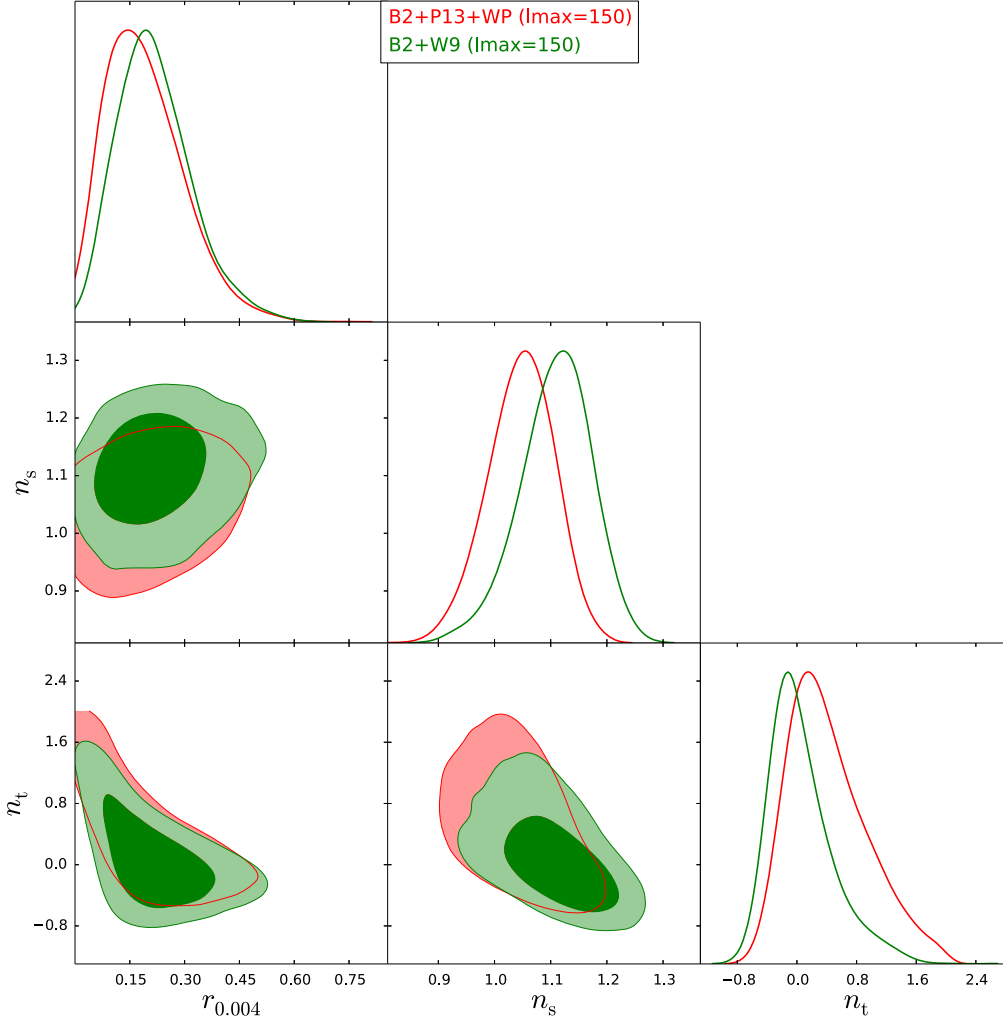 B2+P13+WP (lmax=150)
B2+W9 (lmax=150)
1.3
1.2
1.1
1.0
0.9
n_s
2.4
1.6
0.8
0.0
−0.8
n_t
0.15 0.30 0.45 0.60 0.75
r_0.004
0.9 1.0 1.1 1.2 1.3
n_s
−0.8 0.0 0.8 1.6 2.4
n_t